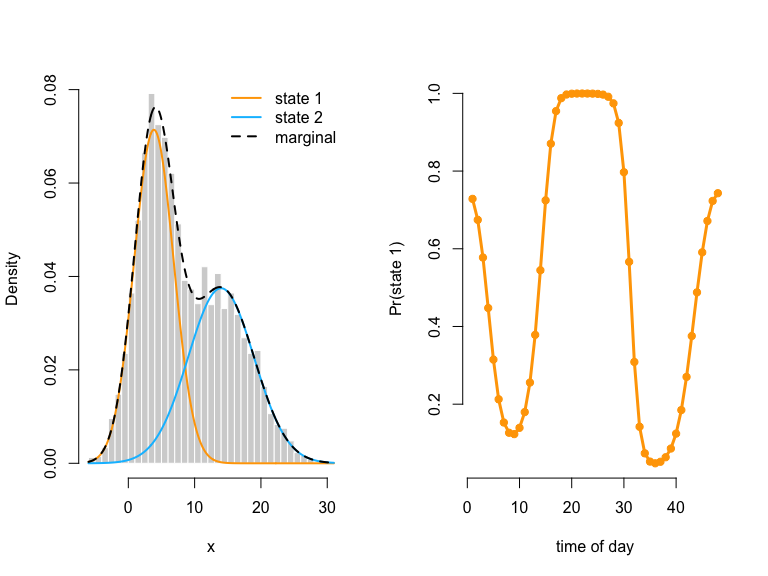 Density
0.08
0.06
0.04
0.02
0.00
state 1
state 2
marginal
0 10 20 30
x
Pr(state 1)
1.0
0.8
0.6
0.4
0.2
0 10 20 30 40
time of day